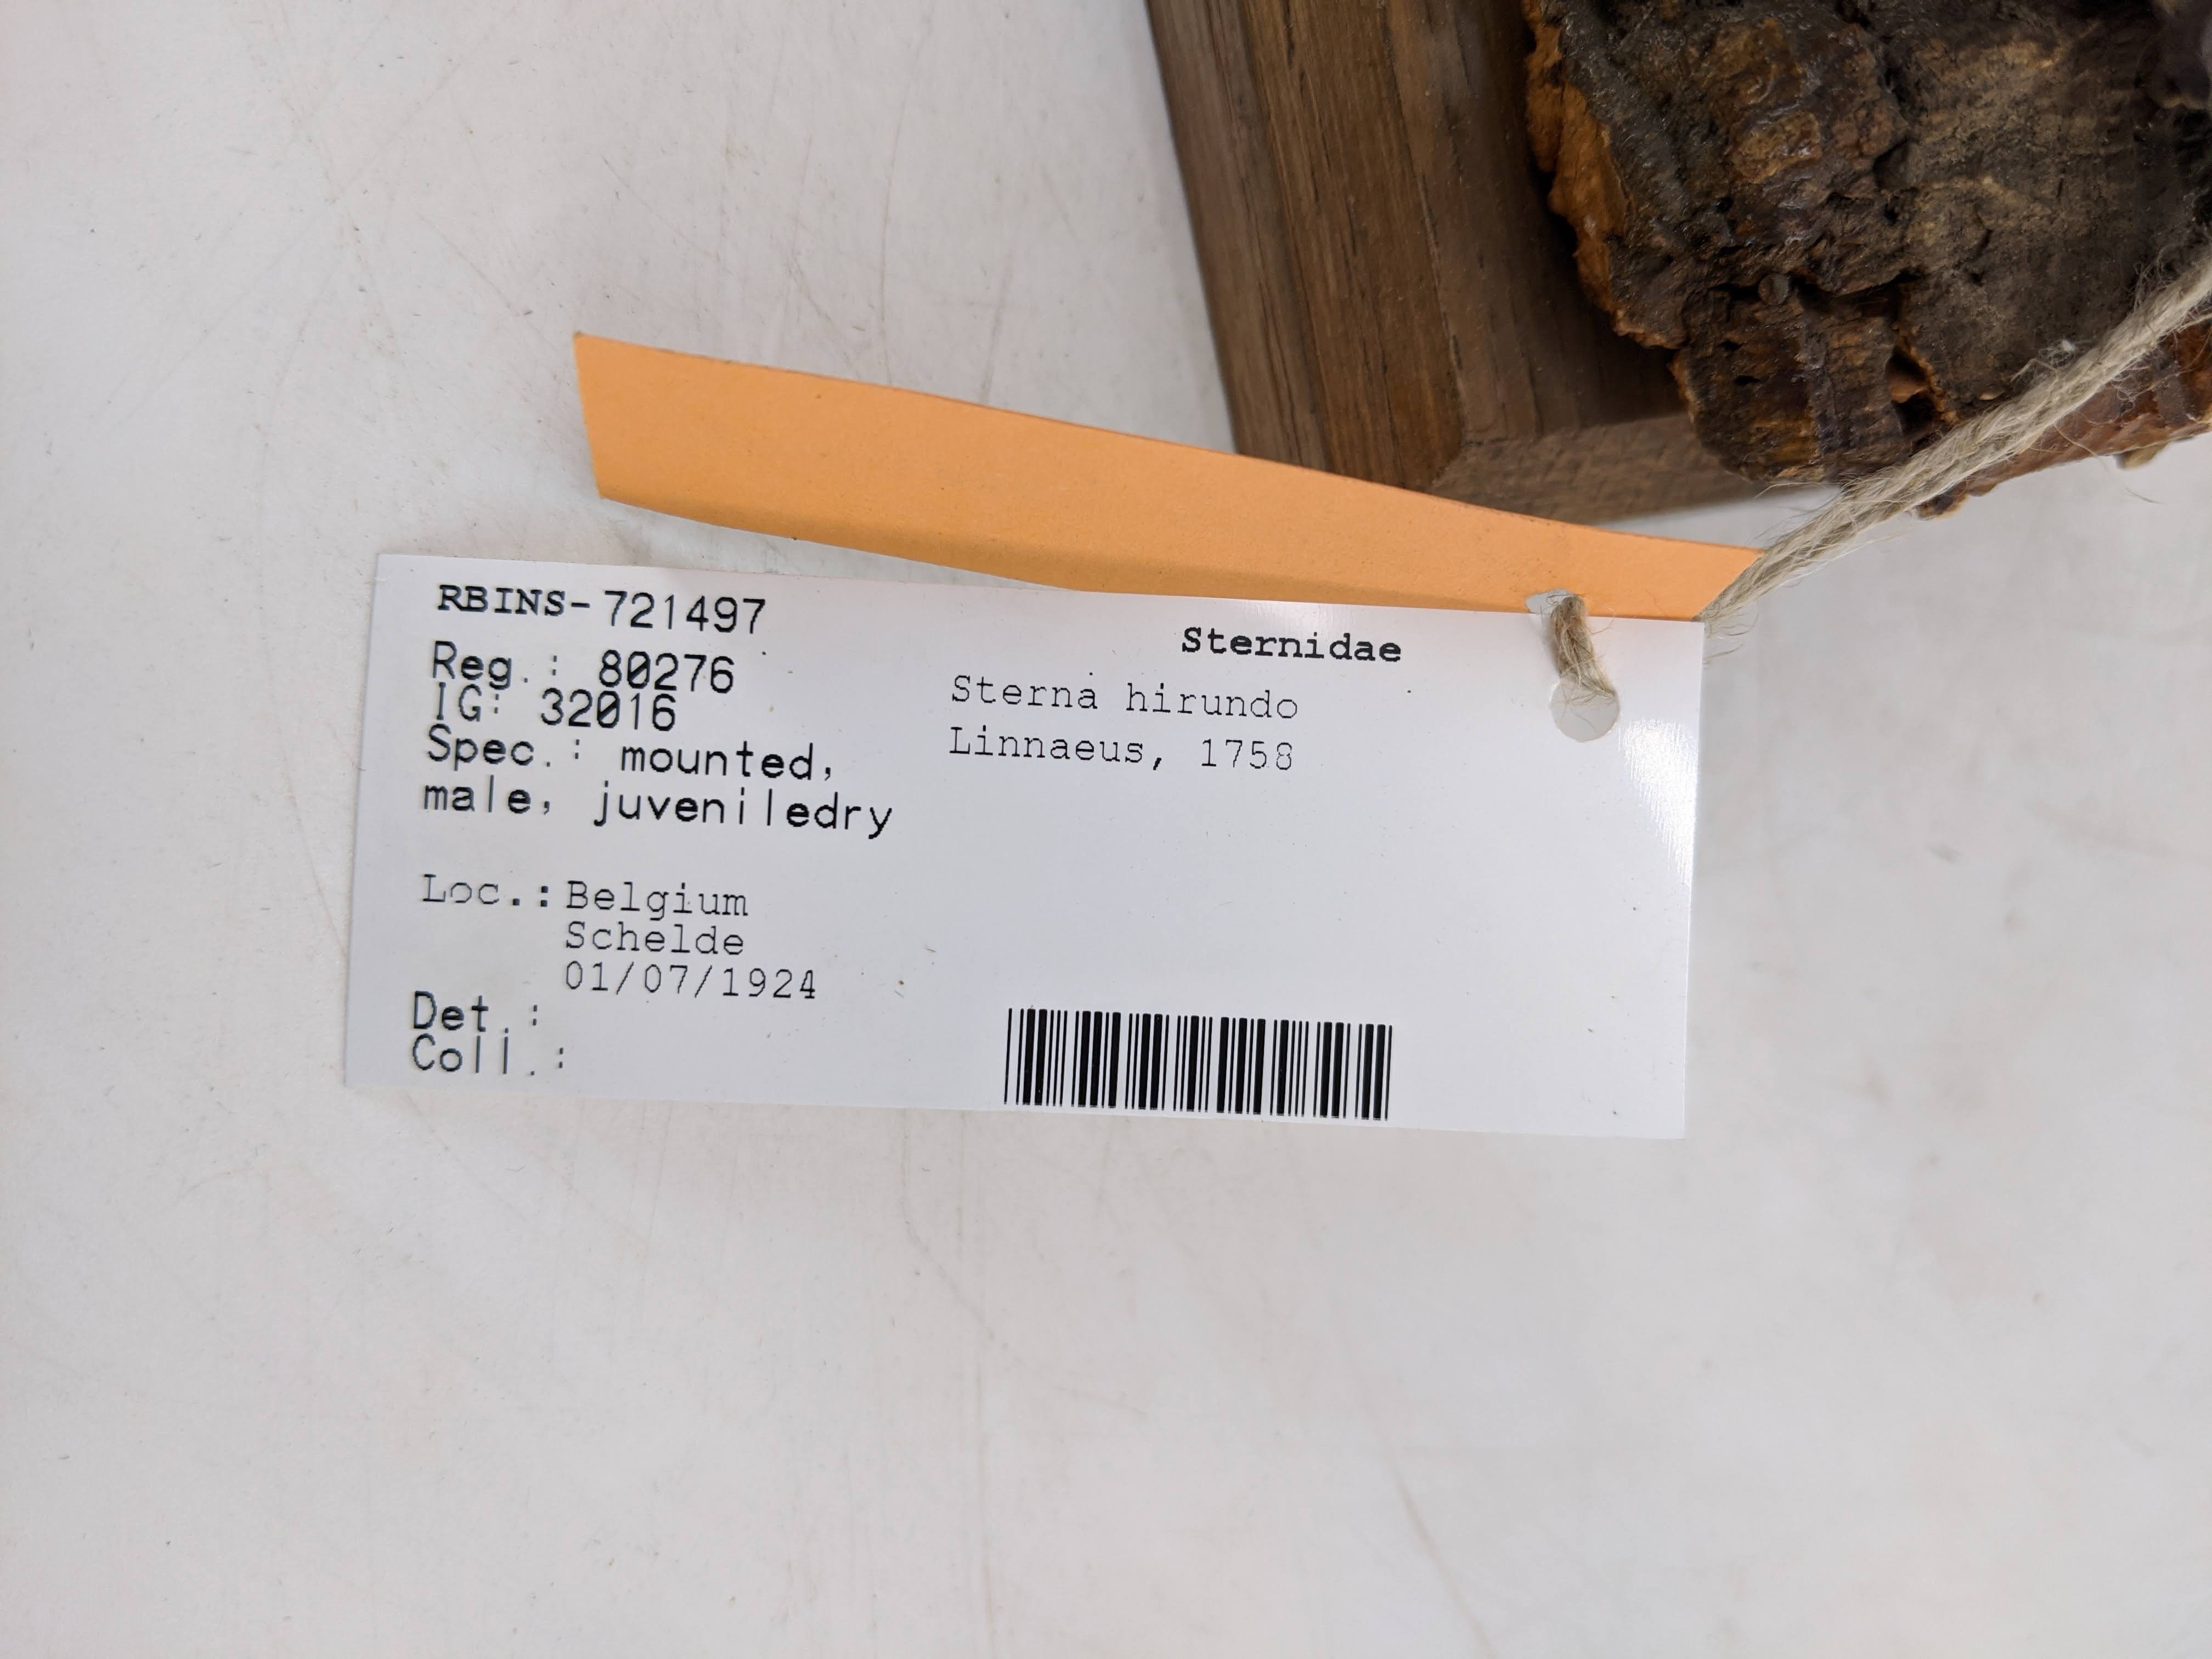 RBINS-721497
Reg.: 80276
IG: 32016
Spec.: mounted,
male, juveniledry
Sternidae
Sterna hirundo
Linnaeus, 1758
Loc.: Belgium
Schelde
01/07/1924
Det.:
Coll.: